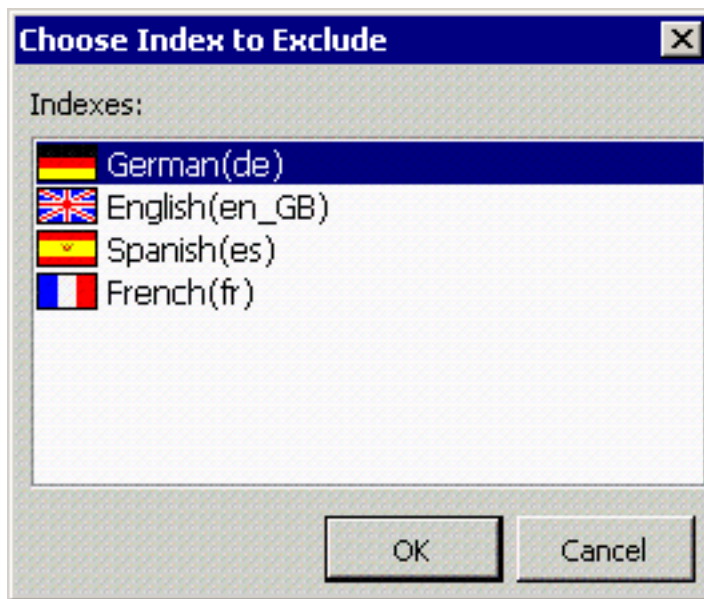 Choose Index to Exclude
Indexes:
German(de)
English(en_GB)
Spanish(es)
French(fr)
OK
Cancel